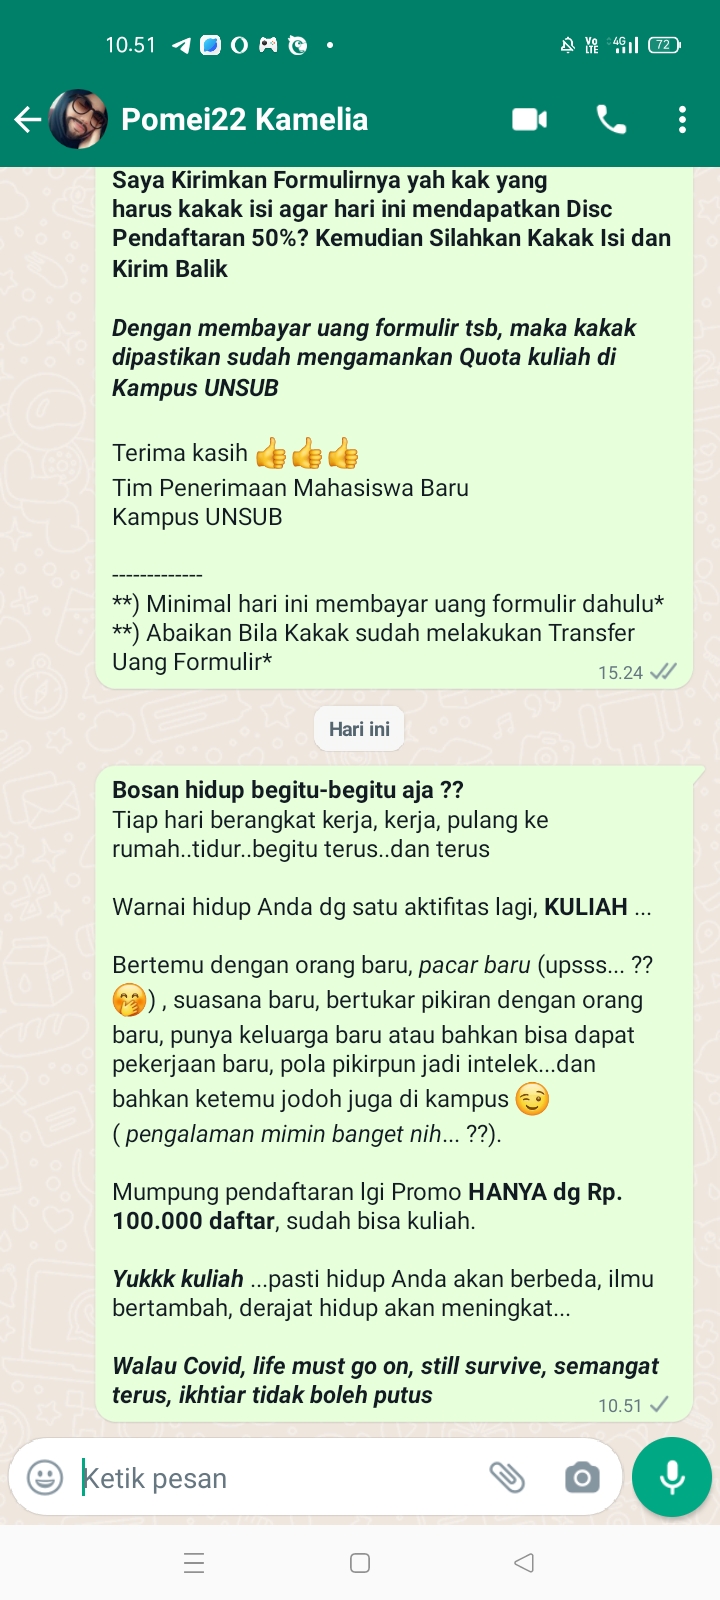 10.51
Vo
LTE
4G
72
Pomei22 Kamelia
Saya Kirimkan Formulirnya yah kak yang
harus kakak isi agar hari ini mendapatkan Disc
Pendaftaran 50%? Kemudian Silahkan Kakak Isi dan
Kirim Balik
Dengan membayar uang formulir tsb, maka kakak
dipastikan sudah mengamankan Quota kuliah di
Kampus UNSUB
Terima kasih 👍👍👍
Tim Penerimaan Mahasiswa Baru
Kampus UNSUB
-------------
**) Minimal hari ini membayar uang formulir dahulu*
**) Abaikan Bila Kakak sudah melakukan Transfer
Uang Formulir*
15.24
Hari ini
Bosan hidup begitu-begitu aja ??
Tiap hari berangkat kerja, kerja, pulang ke
rumah..tidur..begitu terus..dan terus
Warnai hidup Anda dg satu aktifitas lagi, KULIAH ...
Bertemu dengan orang baru, pacar baru (upsss... ??
🤭) , suasana baru, bertukar pikiran dengan orang
baru, punya keluarga baru atau bahkan bisa dapat
pekerjaan baru, pola pikirpun jadi intelek...dan
bahkan ketemu jodoh juga di kampus 😉
( pengalaman mimin banget nih... ??).
Mumpung pendaftaran lgi Promo HANYA dg Rp.
100.000 daftar, sudah bisa kuliah.
Yukkk kuliah ...pasti hidup Anda akan berbeda, ilmu
bertambah, derajat hidup akan meningkat...
Walau Covid, life must go on, still survive, semangat
terus, ikhtiar tidak boleh putus
10.51
Ketik pesan